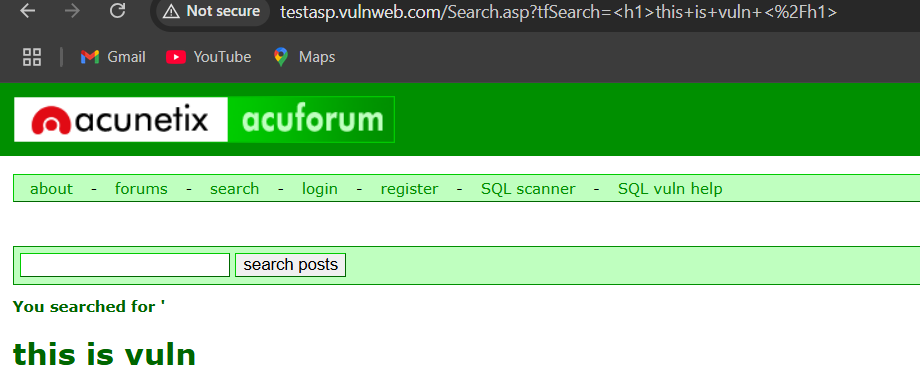 Not secure testasp.vulnweb.com/Search.asp?tfSearch=<h1>this+is+vuln+<%2Fh1>
Gmail YouTube Maps
acunetix acuforum
about - forums - search - login - register - SQL scanner - SQL vuln help
search posts
You searched for '
this is vuln